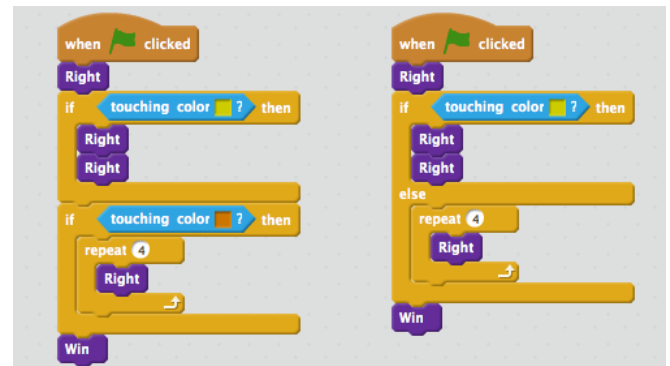 when clicked
Right
if touching color ? then
Right
Right
if touching color ? then
repeat 4
Right
Win
when clicked
Right
if touching color ? then
Right
Right
else
repeat 4
Right
Win